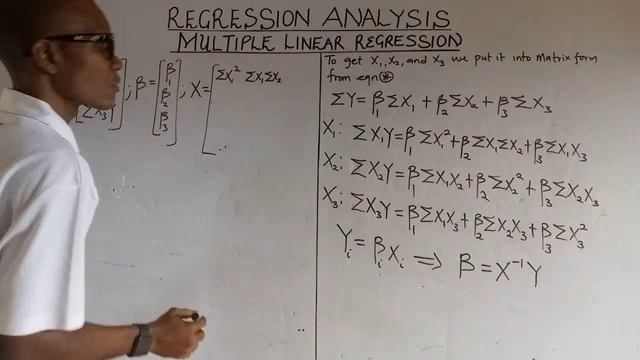 REGRESSION ANALYSIS
MULTIPLE LINEAR REGRESSION
ΣX₃] ; β = [β₁ β₂ β₃] ; X = [ΣX₁² ΣX₁ΣX₂
..
To get X₁, X₂, and X₃ we put it into Matrix form
from eqn ⊛
ΣY = β₁ΣX₁ + β₂ΣX₂ + β₃ΣX₃
X₁: ΣX₁Y = β₁ΣX₁² + β₂ΣX₁ΣX₂ + β₃ΣX₁X₃
X₂: ΣX₂Y = β₁ΣX₁X₂ + β₂ΣX₂² + β₃ΣX₂X₃
X₃: ΣX₃Y = β₁ΣX₁X₃ + β₂ΣX₂X₃ + β₃ΣX₃²
Yᵢ = βᵢXᵢ ⟹ β = X⁻¹Y